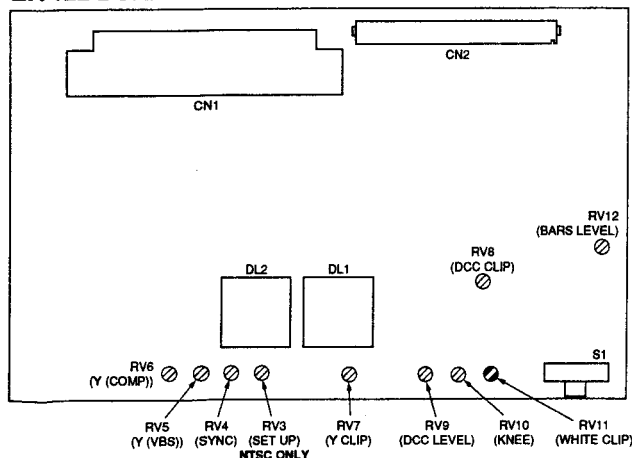 CN2
CN1
RV12
(BARS LEVEL)
RV8
(DCC CLIP)
DL2
DL1
S1
RV6
(Y (COMP))
RV5
(Y (VBS))
RV4
(SYNC)
RV3
(SET UP)
NTSC ONLY
RV7
(Y CLIP)
RV9
(DCC LEVEL)
RV10
(KNEE)
RV11
(WHITE CLIP)